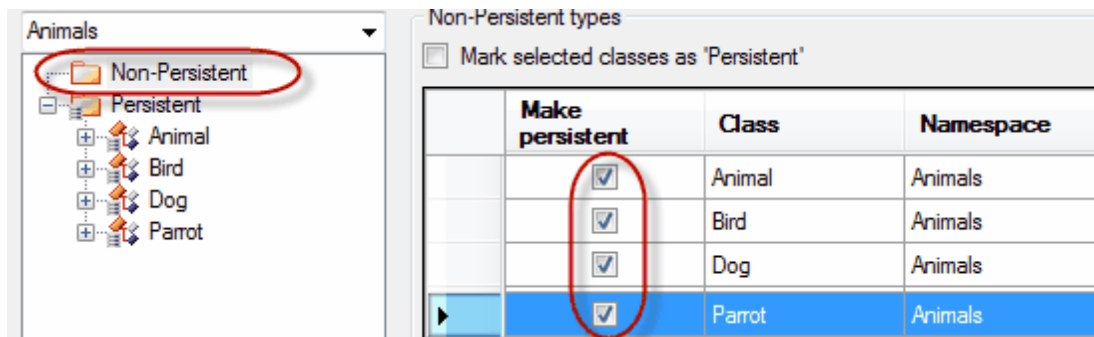 Animals
Non-Persistent
Persistent
Animal
Bird
Dog
Parrot
Non-Persistent types
Mark selected classes as 'Persistent'
Make persistent Class Namespace
Animal Animals
Bird Animals
Dog Animals
Parrot Animals